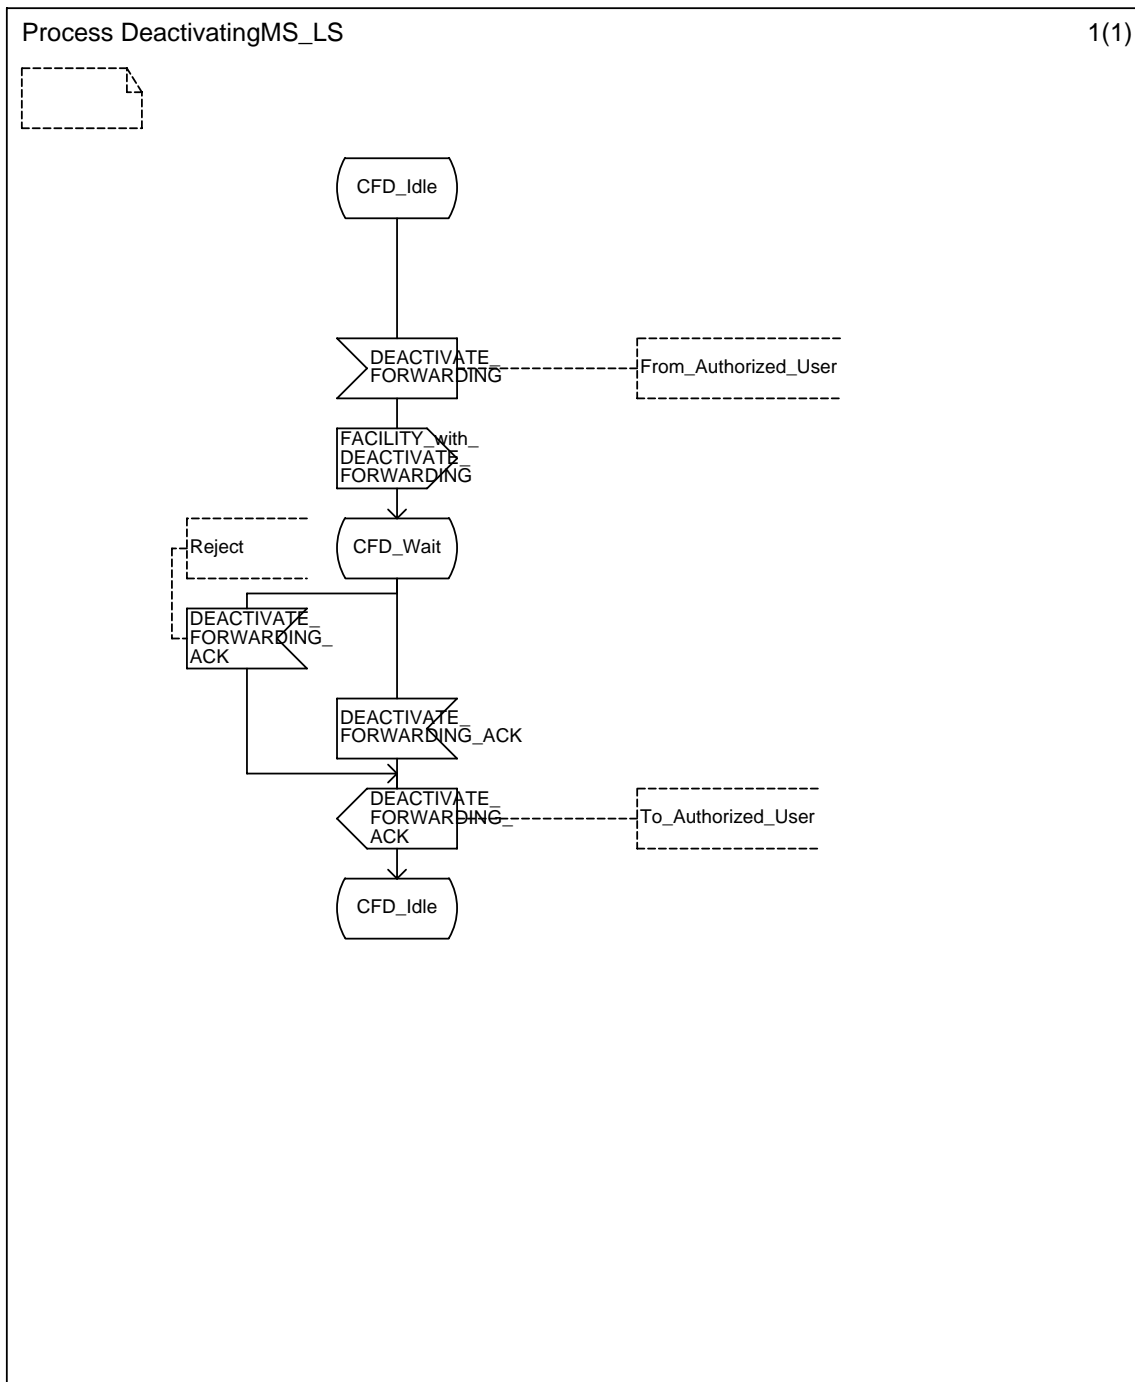 Process DeactivatingMS_LS
1(1)
CFD_Idle
DEACTIVATE_
FORWARDING
From_Authorized_User
FACILITY_with_
DEACTIVATE_
FORWARDING
Reject
CFD_Wait
DEACTIVATE_
FORWARDING_
ACK
DEACTIVATE_
FORWARDING_ACK
DEACTIVATE_
FORWARDING_
ACK
To_Authorized_User
CFD_Idle